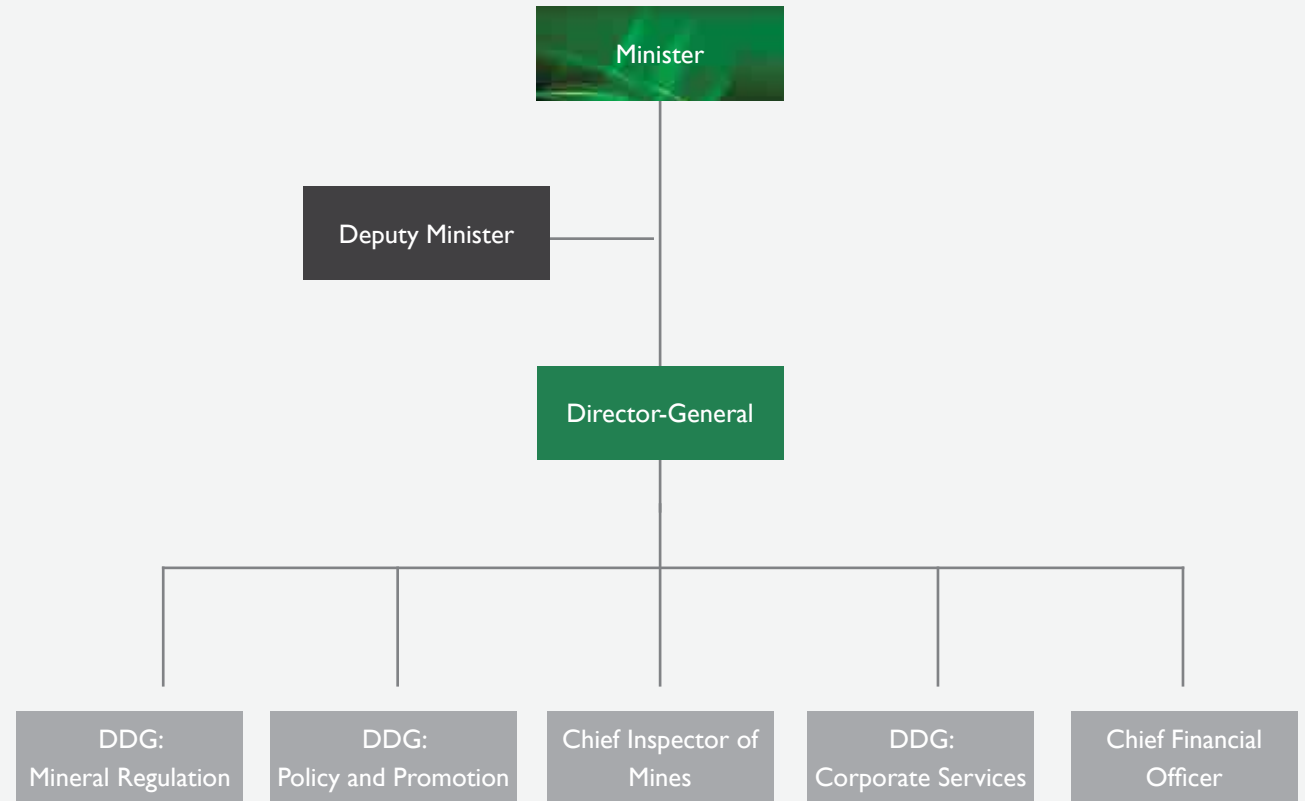 Minister
Deputy Minister
Director-General
DDG:
Mineral Regulation
DDG:
Policy and Promotion
Chief Inspector of
Mines
DDG:
Corporate Services
Chief Financial
Officer